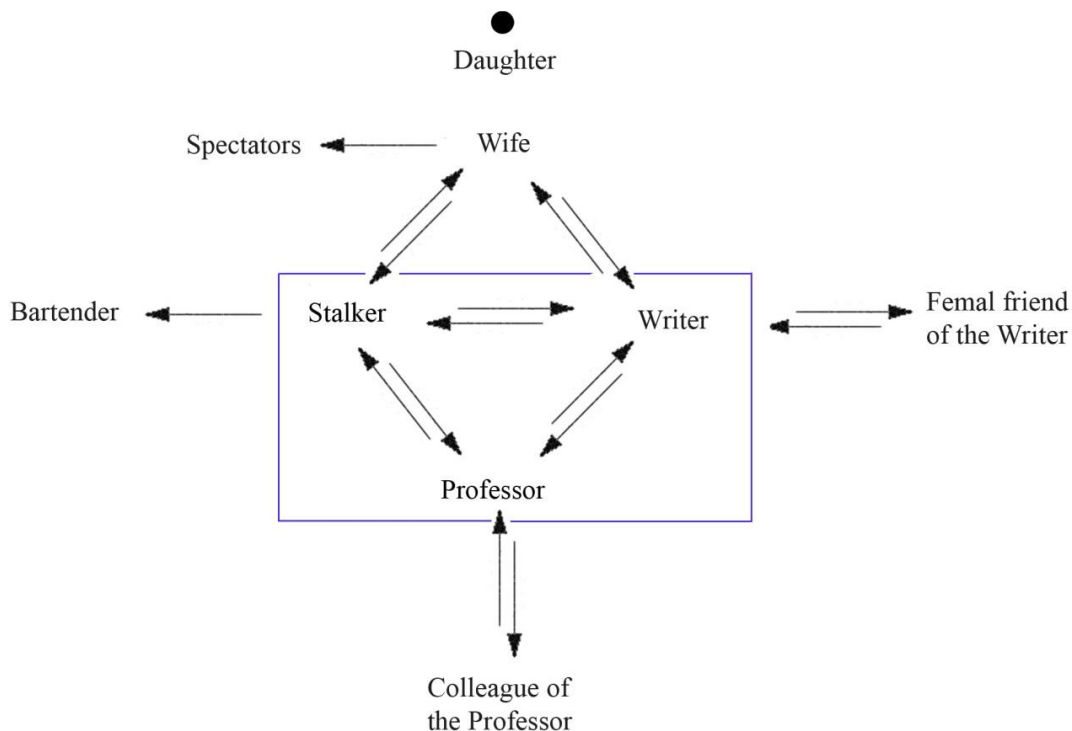 Daughter
Spectators
Wife
Bartender
Stalker
Writer
Femal friend
of the Writer
Professor
Colleague of
the Professor